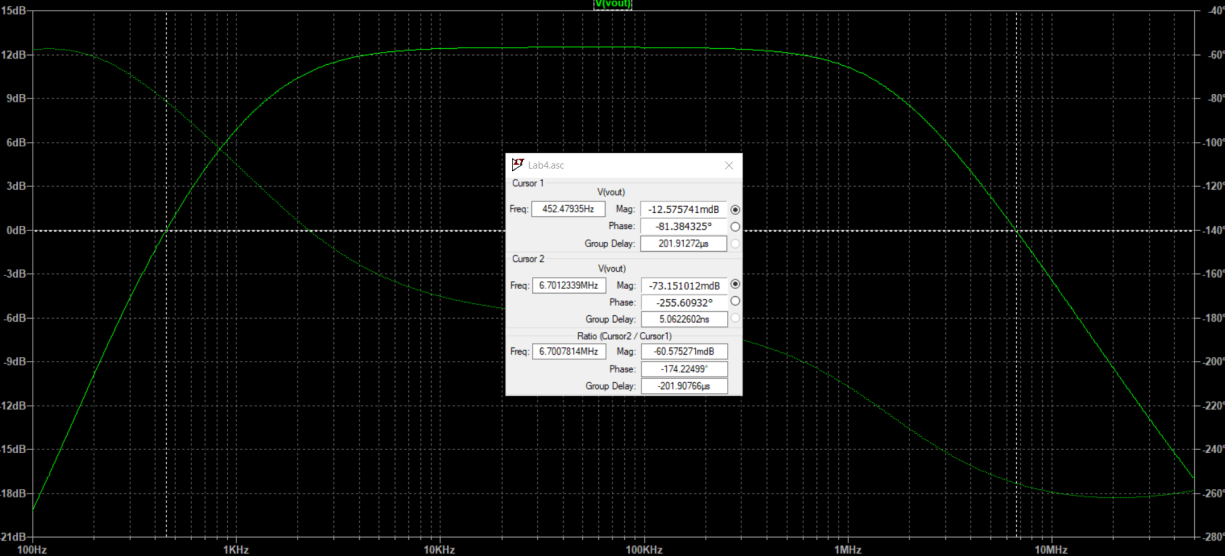 V(vout)
15dB
12dB
9dB
6dB
3dB
0dB
-3dB
-6dB
-9dB
-12dB
-15dB
-18dB
-21dB
-40°
-60°
-80°
-100°
-120°
-140°
-160°
-180°
-200°
-220°
-240°
-260°
-280°
100Hz
1KHz
10KHz
100KHz
1MHz
10MHz
Lab4.asc
Cursor 1
V(vout)
Freq: 452.47935Hz Mag: -12.575741mdB
Phase: -81.384325°
Group Delay: 201.91272µs
Cursor 2
V(vout)
Freq: 6.7012339MHz Mag: -73.151012mdB
Phase: -255.60932°
Group Delay: 5.0622602ns
Ratio (Cursor2 / Cursor1)
Freq: 6.7007814MHz Mag: -60.575271mdB
Phase: -174.22499°
Group Delay: -201.90766µs